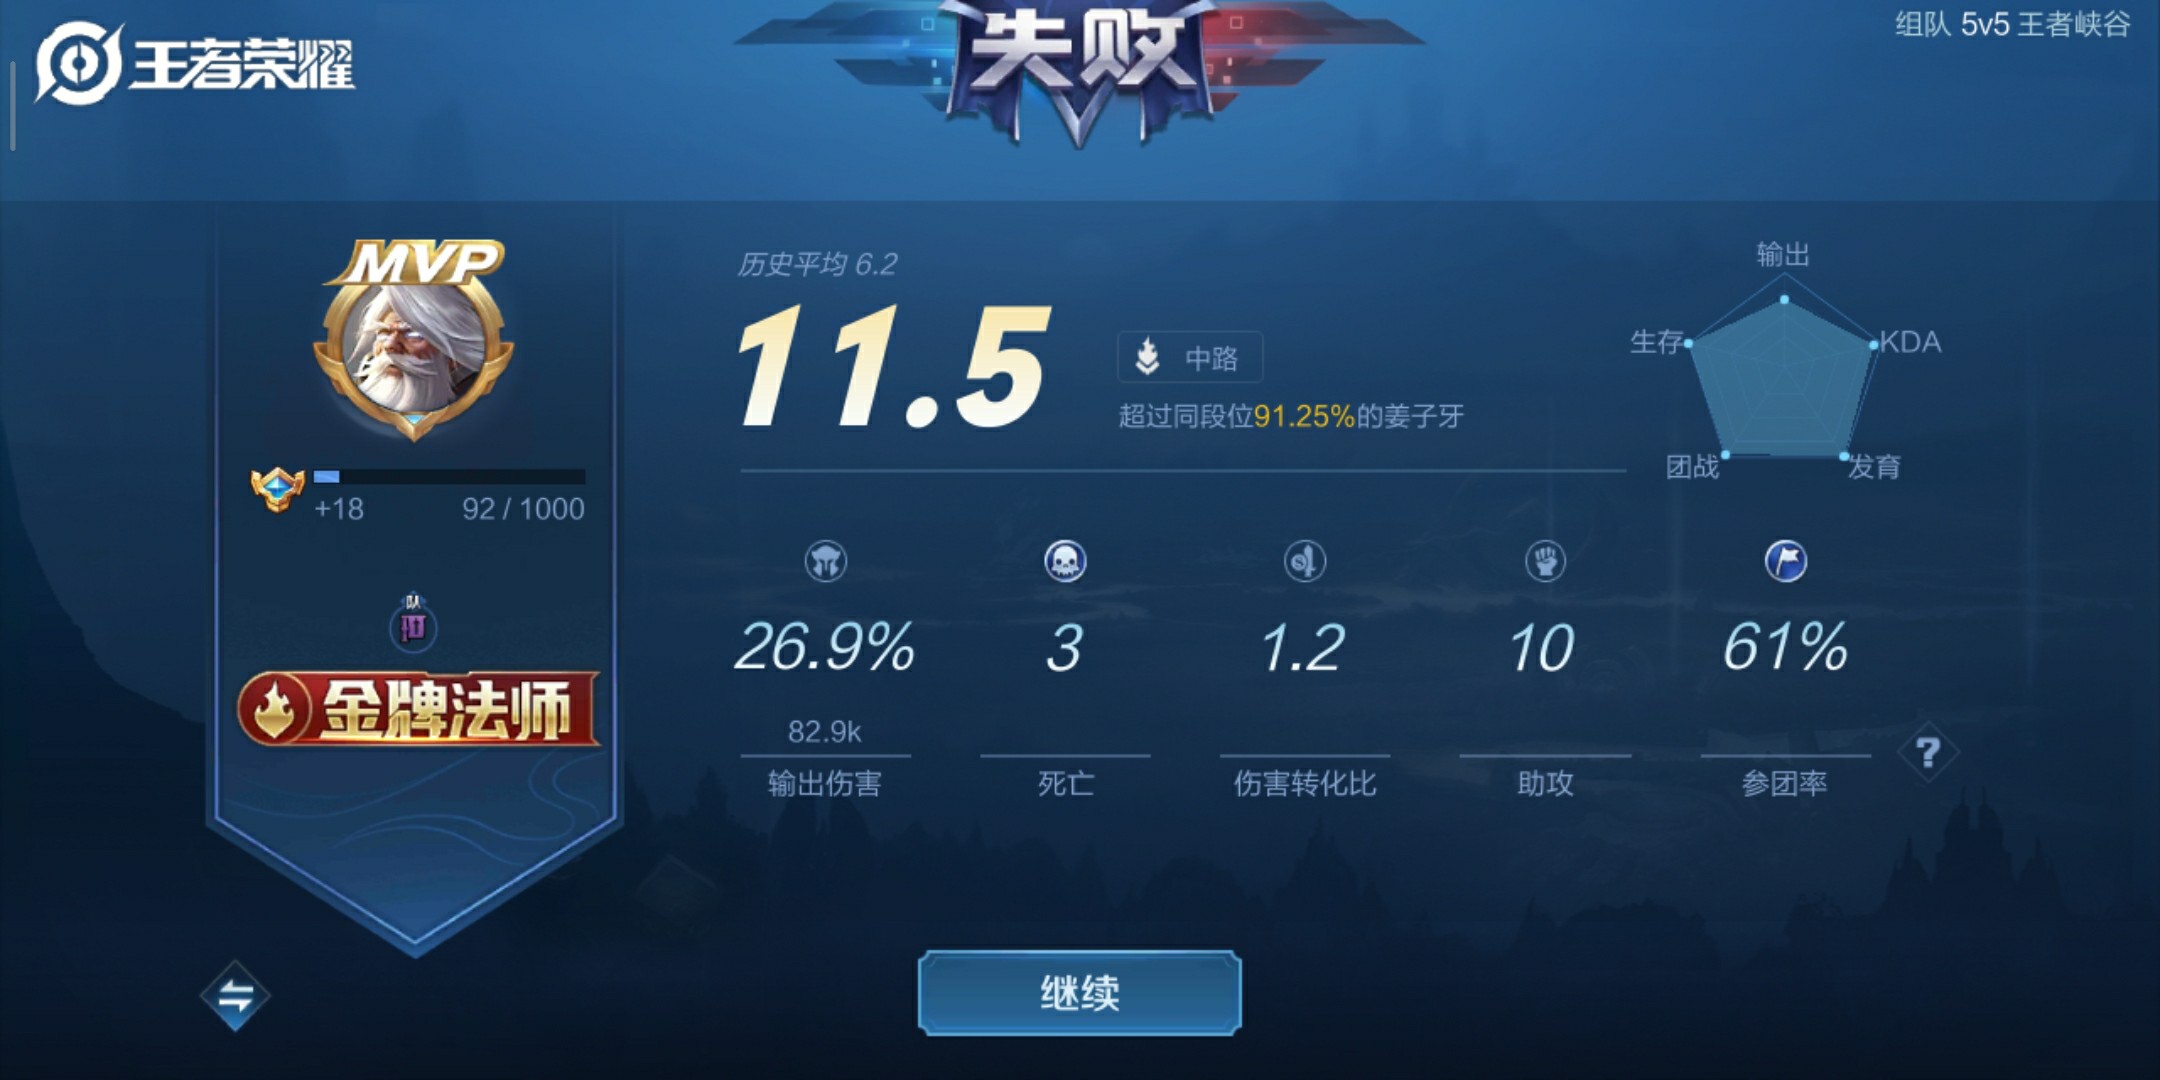 王者荣耀
失败
组队 5v5 王者峡谷
MVP
历史平均 6.2
11.5
中路
超过同段位91.25%的姜子牙
+18
92 / 1000
队
金牌法师
输出
KDA
发育
团战
生存
26.9%
3
1.2
10
61%
82.9k
输出伤害
死亡
伤害转化比
助攻
参团率
?
继续